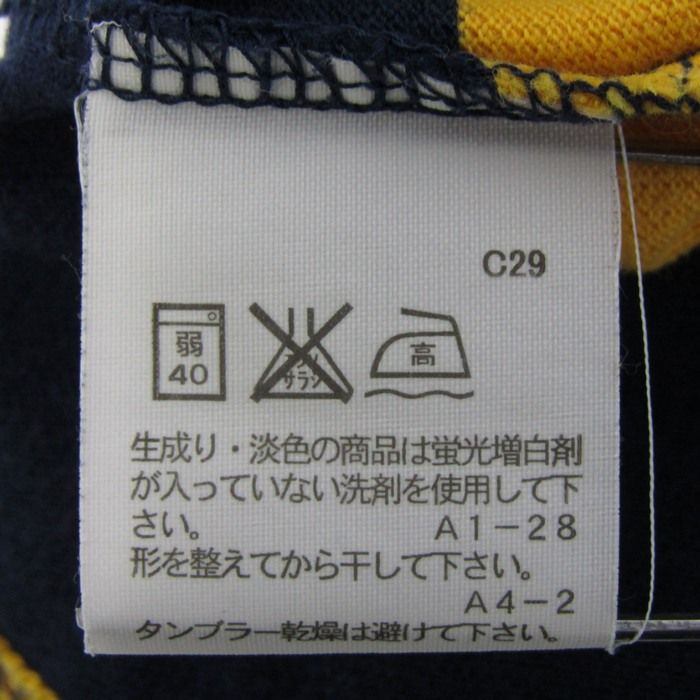 C29
弱
40
エンソ
サラシ
高
生成り・淡色の商品は蛍光増白剤
が入っていない洗剤を使用して下
さい。 A1-28
形を整えてから干して下さい。
A4-2
タンブラー乾燥は避けて下さい。